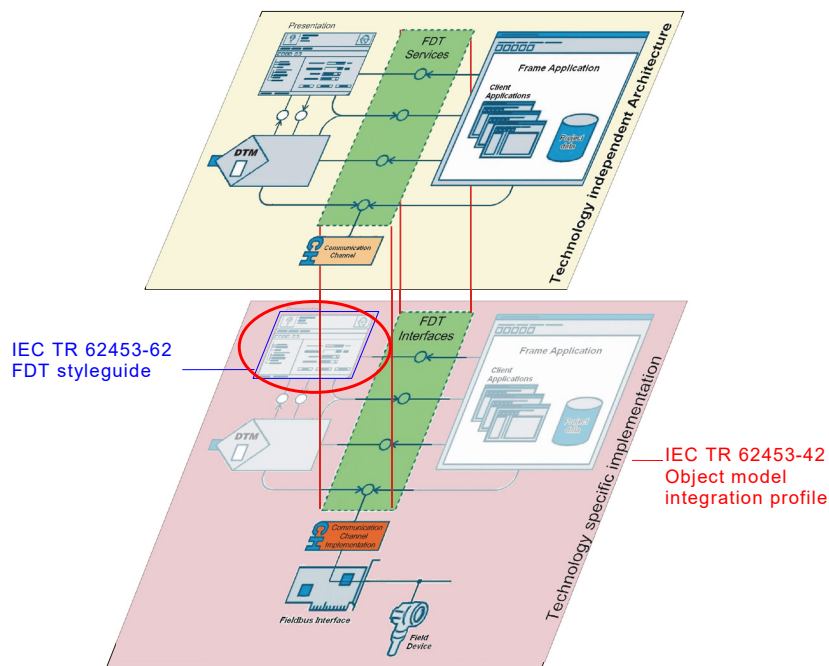 Presentation
FDT
Services
Frame Application
Client
Applications
Project
data
DTM
CH
Communication
Channel
Technology independent Architecture
IEC TR 62453-62
FDT styleguide
FDT
Interfaces
Frame Application
Client
Applications
Project
data
DTM
CH
Communication
Channel
Implementation
Fieldbus Interface
Field
Device
Technology specific implementation
IEC TR 62453-42
Object model
integration profile